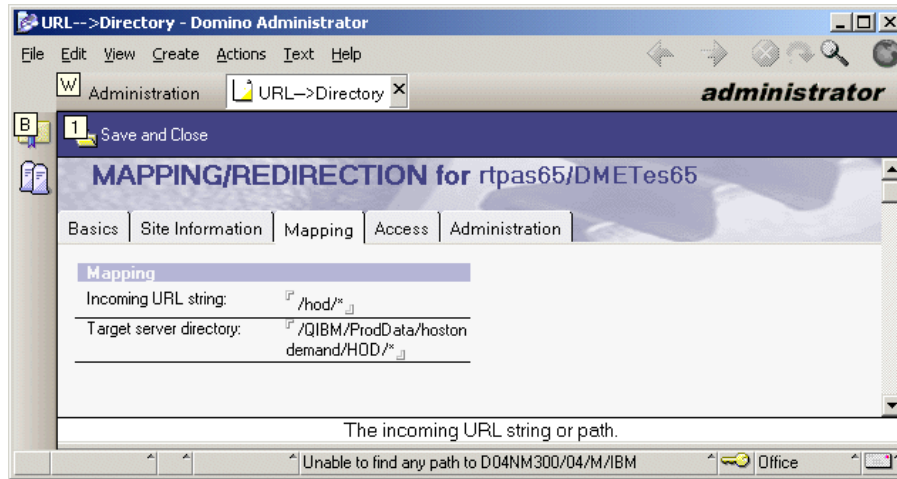 URL-->Directory - Domino Administrator
File Edit View Create Actions Text Help
W Administration URL-->Directory
administrator
B
1 Save and Close
MAPPING/REDIRECTION for rtpas65/DMETes65
Basics Site Information Mapping Access Administration
Mapping
Incoming URL string: /hod/*
Target server directory: /QIBM/ProdData/hoston
demand/HOD/*
The incoming URL string or path.
Unable to find any path to D04NM300/04/M/IBM Office